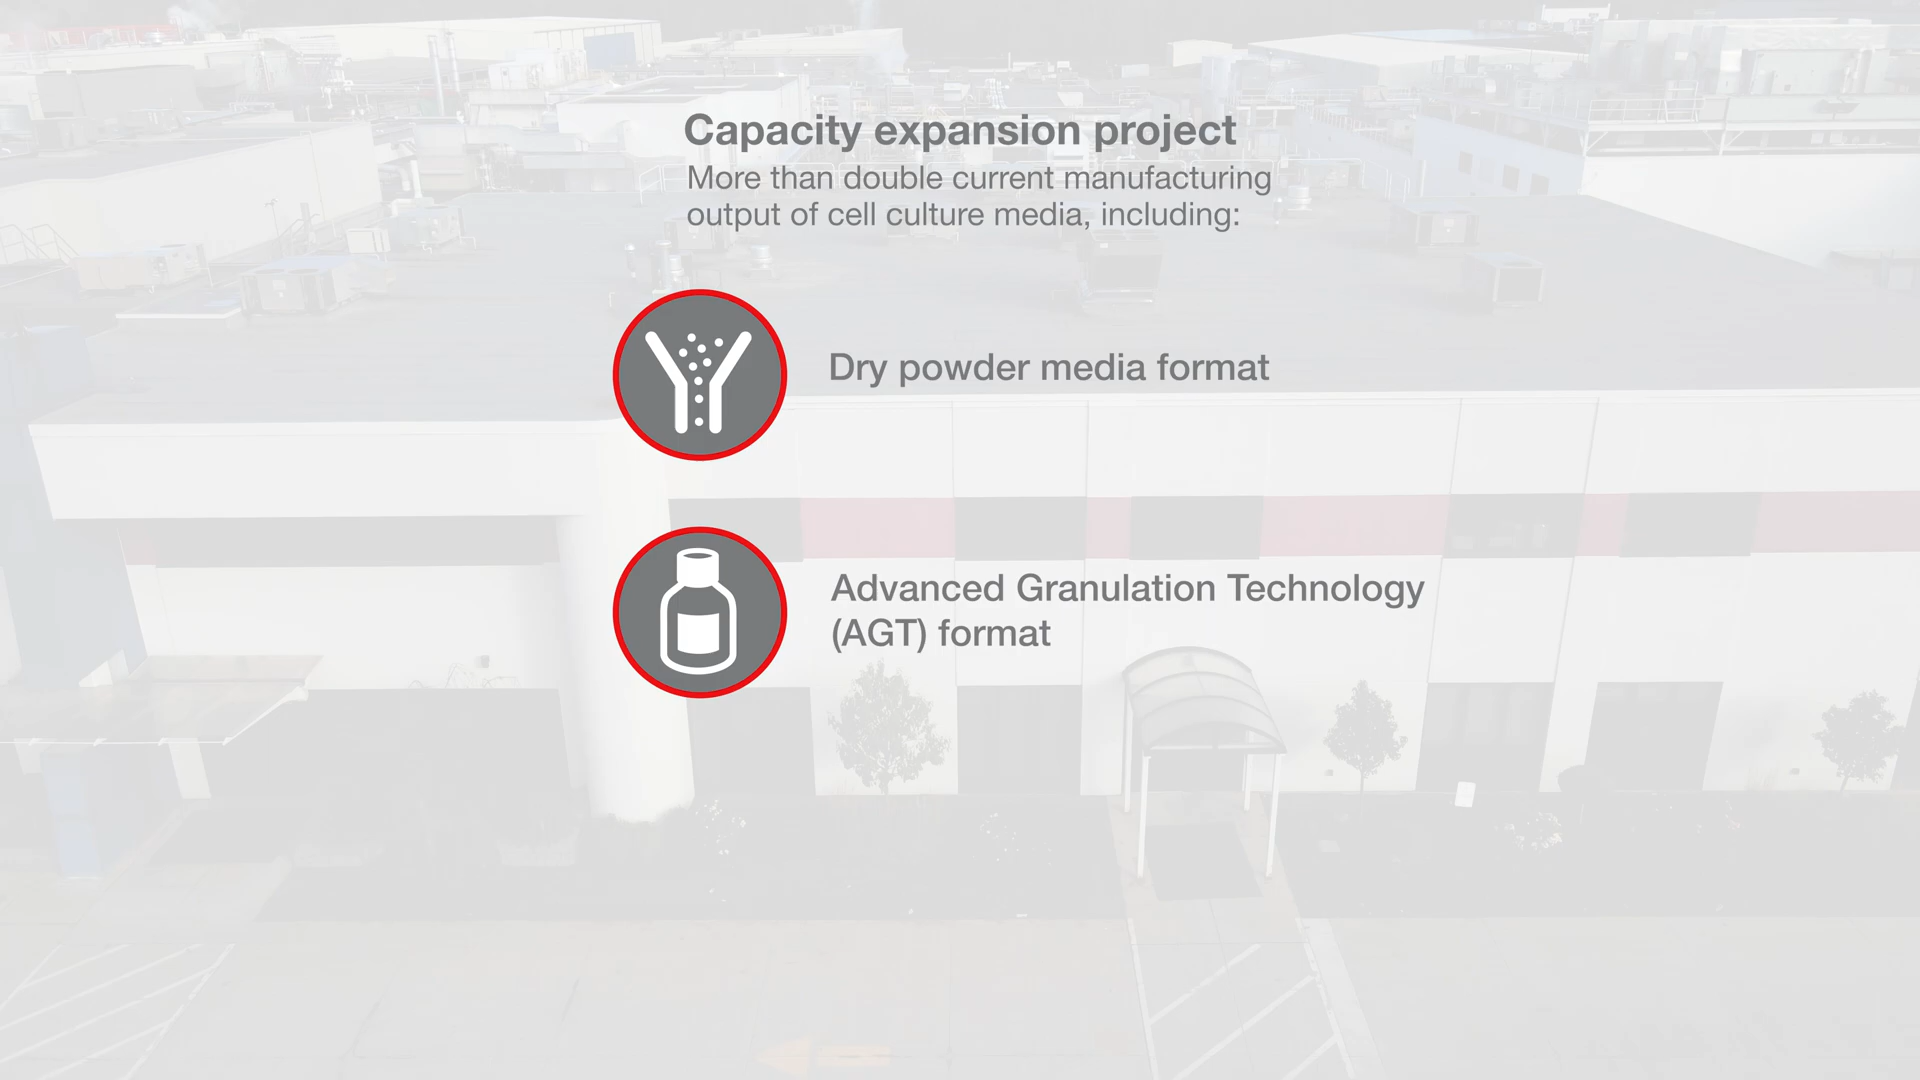 Capacity expansion project
More than double current manufacturing
output of cell culture media, including:
Dry powder media format
Advanced Granulation Technology
(AGT) format